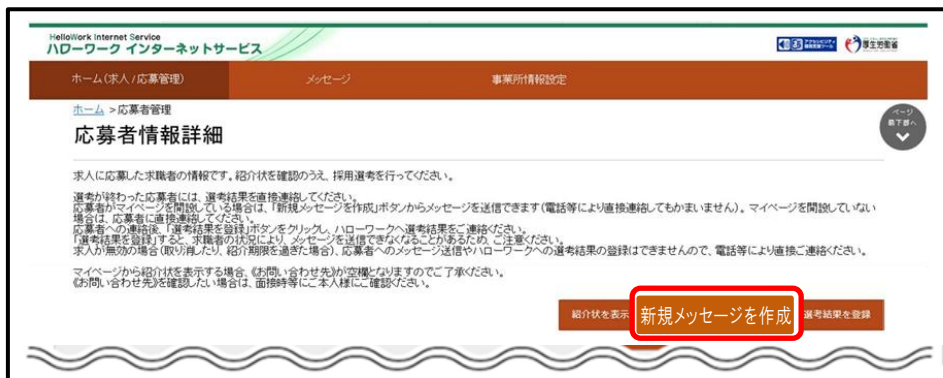 HelloWork Internet Service
ハローワーク インターネットサービス
アクセシビリティ
閲覧支援ツール
厚生労働省
ホーム(求人/応募管理)
メッセージ
事業所情報設定
ホーム >応募者管理
ページ
最下部へ
応募者情報詳細
求人に応募した求職者の情報です。紹介状を確認のうえ、採用選考を行ってください。
選考が終わった応募者には、選考結果を直接連絡してください。
応募者がマイページを開設している場合は、「新規メッセージを作成」ボタンからメッセージを送信できます(電話等により直接連絡してもかまいません)。マイページを開設していない
場合は、応募者に直接連絡してください。
応募者への連絡後、「選考結果を登録」ボタンをクリックし、ハローワークへ選考結果をご連絡ください。
「選考結果を登録」すると、求職者の状況により、メッセージを送信できなくなることがあるため、ご注意ください。
求人が無効の場合(取り消したり、紹介期限を過ぎた場合)、応募者へのメッセージ送信やハローワークへの選考結果の登録はできませんので、電話等により直接ご連絡ください。
マイページから紹介状を表示する場合、《お問い合わせ先》が空欄となりますのでご了承ください。
《お問い合わせ先》を確認したい場合は、面接時等にご本人様にご確認ください。
紹介状を表示
新規メッセージを作成
選考結果を登録